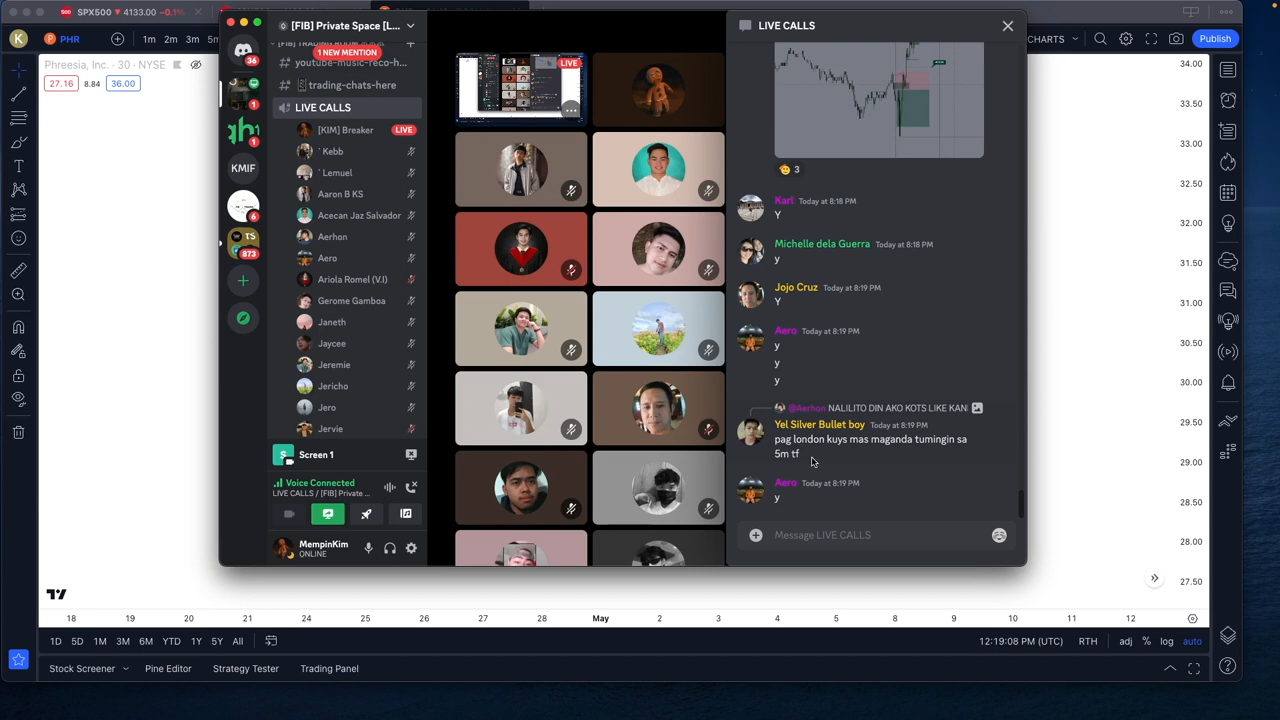 SPX500 ▼ 4133.00 −0.1%
K
PHR
1m 2m 3m 5m
CHARTS
Publish
Phreesia, Inc. · 30 · NYSE
27.16 8.84 36.00
[FIB] Private Space [L...
[FIB] TRADING ROOM
1 NEW MENTION
# youtube-music-reco-h...
# trading-chats-here
LIVE CALLS
[KIM] Breaker LIVE
' Kebb
' Lemuel
Aaron B KS
Acecan Jaz Salvador
Aerhon
Aero
Ariola Romel (V.I)
Gerome Gamboa
Janeth
Jaycee
Jeremie
Jericho
Jero
Jervie
Screen 1
Voice Connected
LIVE CALLS / [FIB] Private ...
MempinKim
ONLINE
36
1
1
KMIF
6
TS
873
LIVE
LIVE CALLS
3
Karl Today at 8:18 PM
Y
Michelle dela Guerra Today at 8:18 PM
y
Jojo Cruz Today at 8:19 PM
Y
Aero Today at 8:19 PM
y
y
y
@Aerhon NALILITO DIN AKO KOTS LIKE KAN
Yel Silver Bullet boy Today at 8:19 PM
pag london kuys mas maganda tumingin sa
5m tf
Aero Today at 8:19 PM
y
Message LIVE CALLS
34.00
33.50
33.00
32.50
32.00
31.50
31.00
30.50
30.00
29.50
29.00
28.50
28.00
27.50
18 19 20 21 24 25 26 27 28 May 2 3 4 5 8 9 10 11 12
1D 5D 1M 3M 6M YTD 1Y 5Y All
12:19:08 PM (UTC) RTH adj % log auto
Stock Screener Pine Editor Strategy Tester Trading Panel